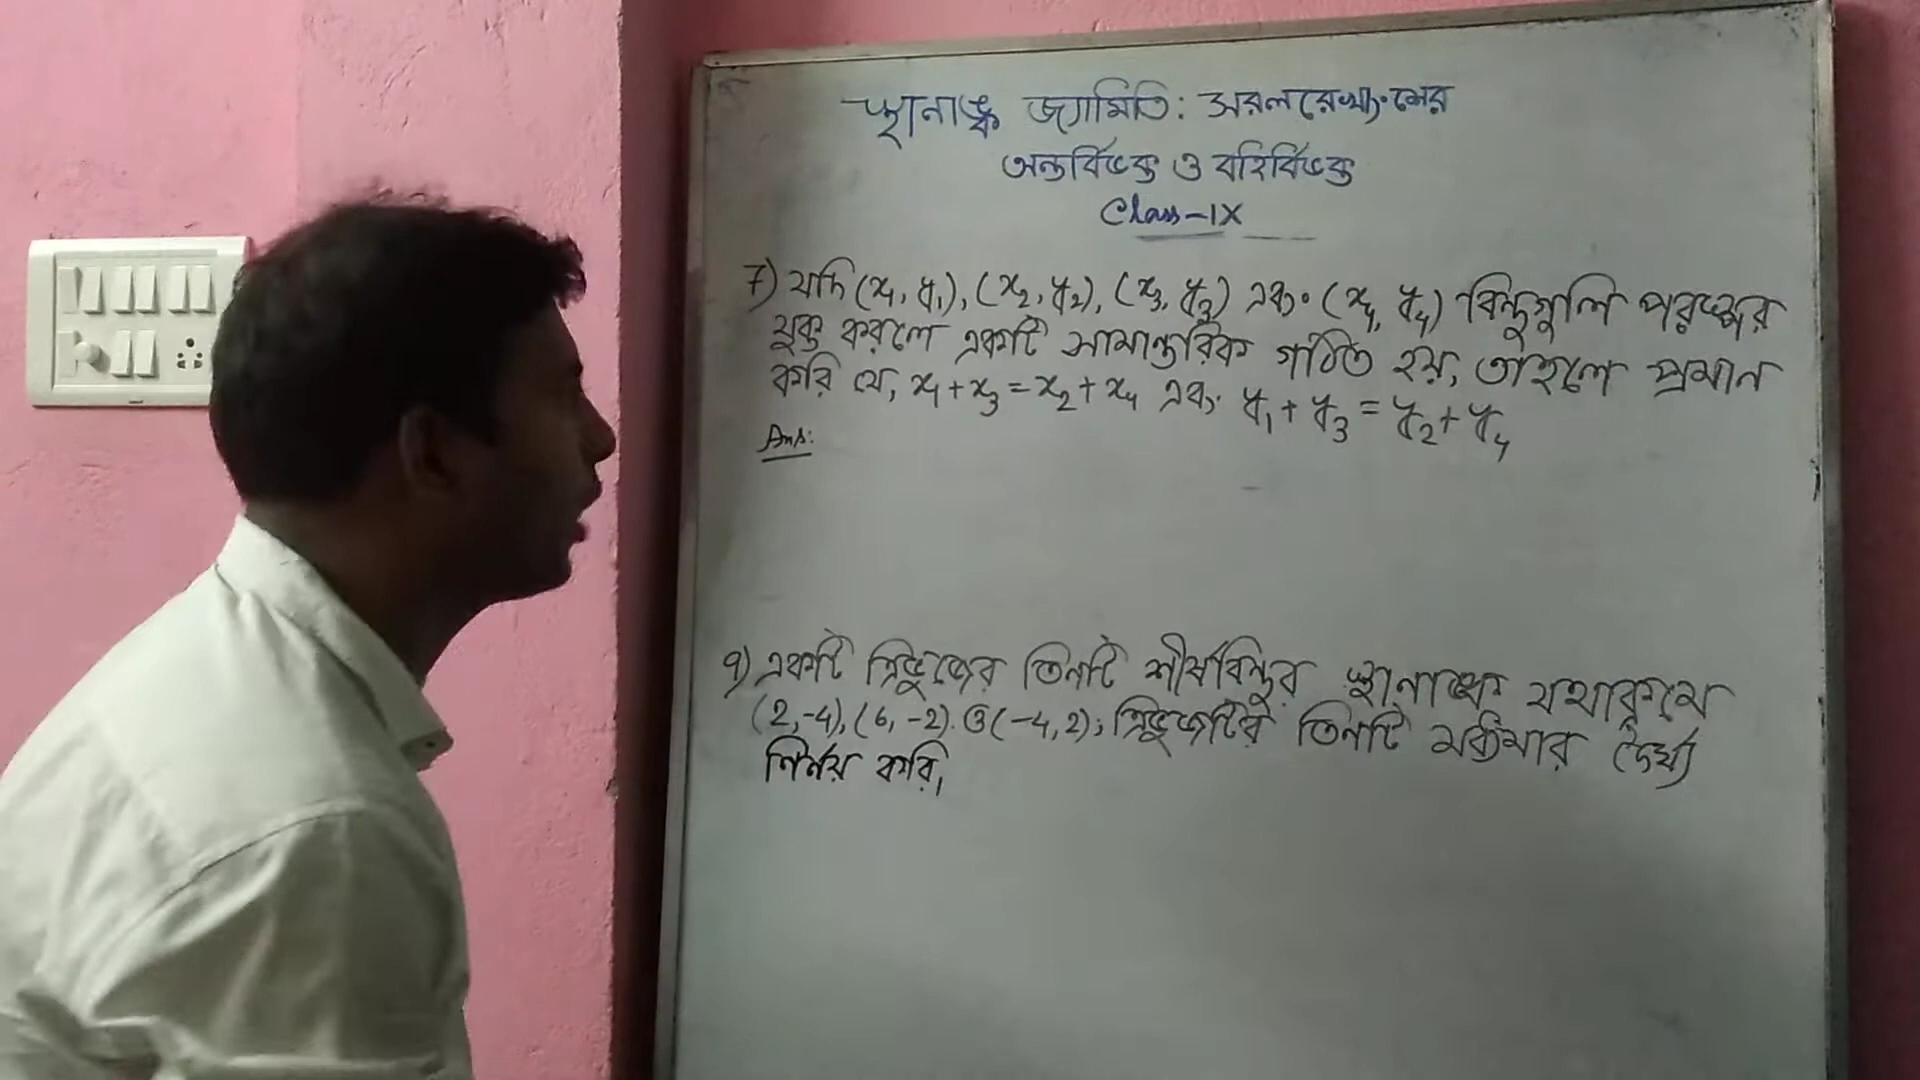 স্থানাঙ্ক জ্যামিতি: সরলরেখাংশের
অন্তর্বিভক্ত ও বহির্বিভক্ত
Class-IX
7) যদি (x₁, y₁), (x₂, y₂), (x₃, y₃) এবং (x₄, y₄) বিন্দুগুলি পরস্পর
যুক্ত করলে একটি সামান্তরিক গঠিত হয়, তাহলে প্রমান
করি যে, x₁+x₃=x₂+x₄ এবং y₁+y₃=y₂+y₄
Ans:
9) একটি ত্রিভুজের তিনটি শীর্ষবিন্দুর স্থানাঙ্ক যথাক্রমে
(2,-4), (6,-2) ও (-4,2); ত্রিভুজটির তিনটি মধ্যমার দৈর্ঘ্য
নির্ণয় করি।